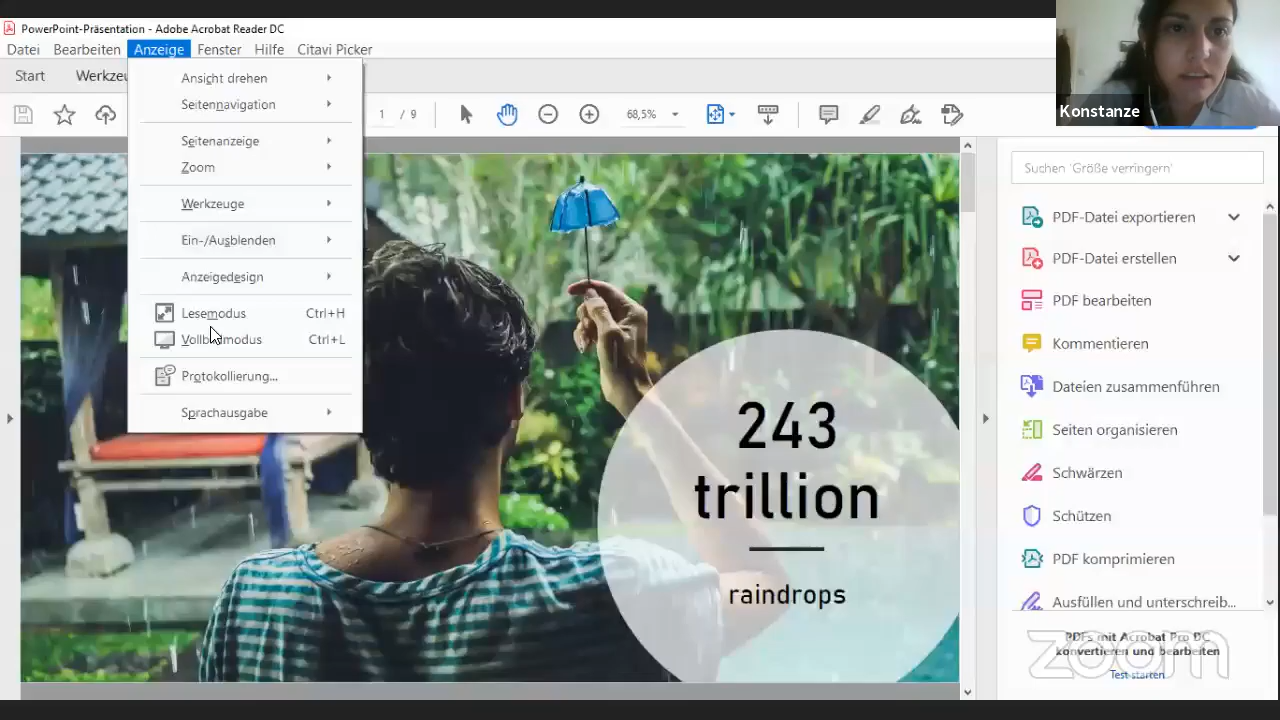 PowerPoint-Präsentation - Adobe Acrobat Reader DC
Datei Bearbeiten Anzeige Fenster Hilfe Citavi Picker
Start Werkzeu
1 / 9 68,5%
Konstanze
Ansicht drehen
Seitennavigation
Seitenanzeige
Zoom
Werkzeuge
Ein-/Ausblenden
Anzeigedesign
Lesemodus Ctrl+H
Vollbildmodus Ctrl+L
Protokollierung...
Sprachausgabe
243
trillion
raindrops
Suchen 'Größe verringern'
PDF-Datei exportieren
PDF-Datei erstellen
PDF bearbeiten
Kommentieren
Dateien zusammenführen
Seiten organisieren
Schwärzen
Schützen
PDF komprimieren
Ausfüllen und unterschreib...
PDFs mit Acrobat Pro DC
konvertieren und bearbeiten
Test starten
zoom